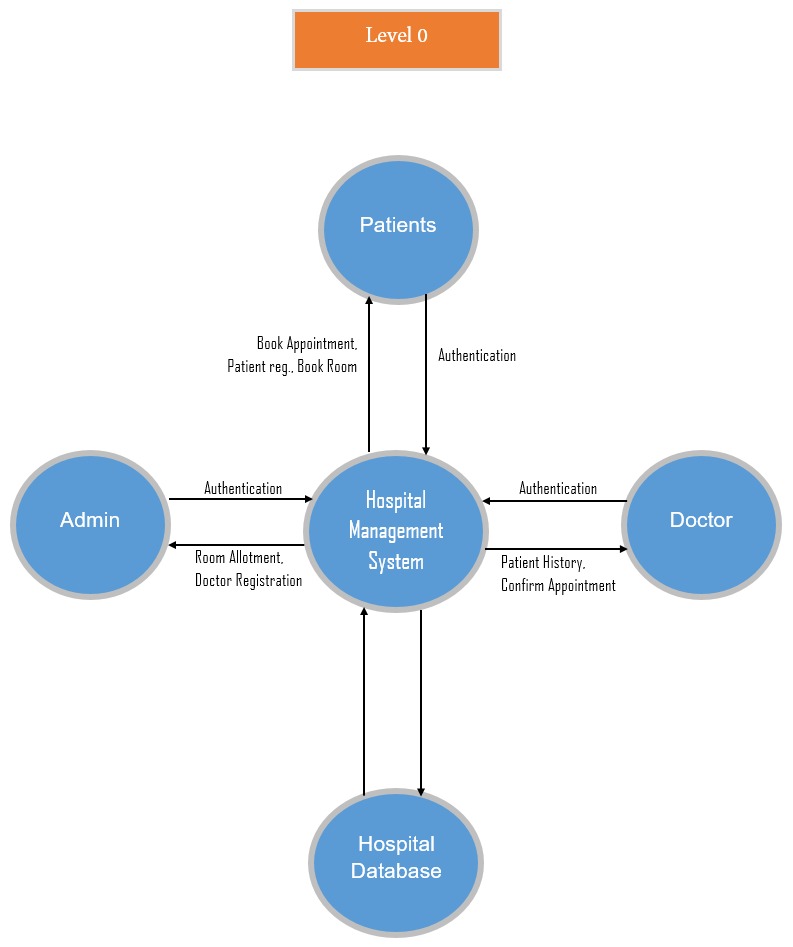 Level 0
Patients
Book Appointment,
Patient reg., Book Room
Authentication
Admin
Authentication
Room Allotment,
Doctor Registration
Hospital
Management
System
Authentication
Patient History,
Confirm Appointment
Doctor
Hospital
Database